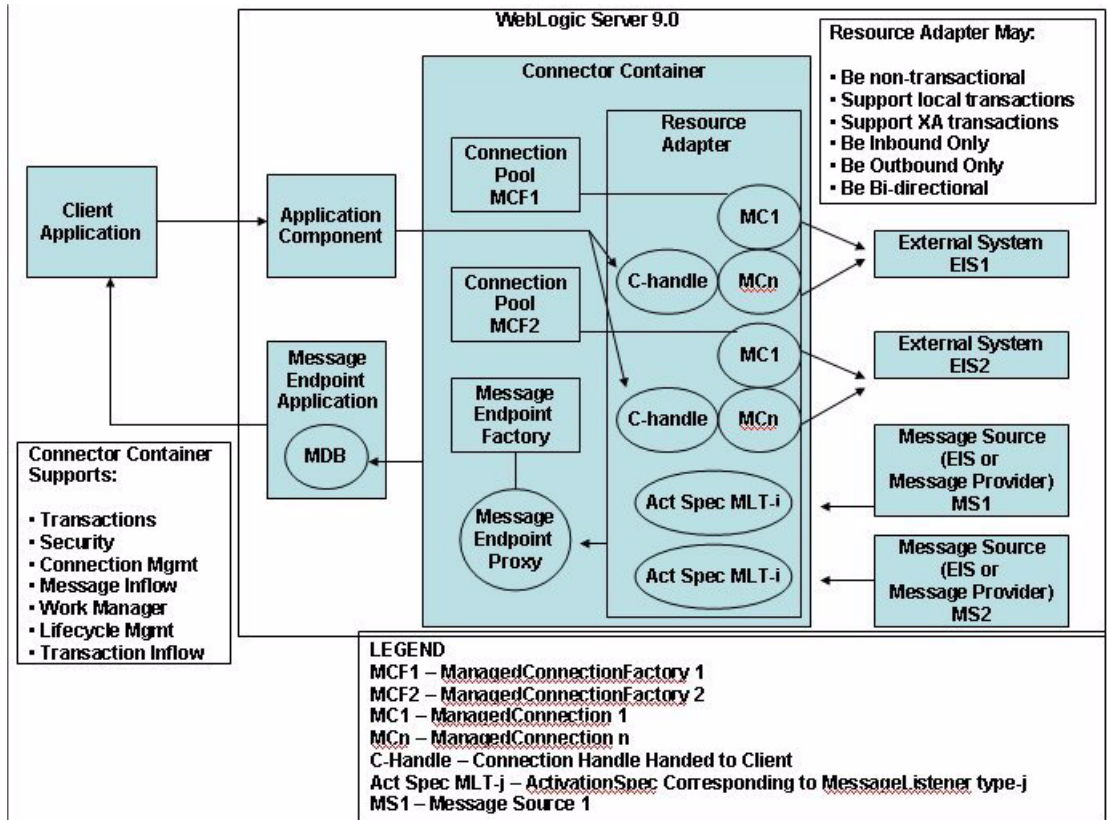 WebLogic Server 9.0
Resource Adapter May:
• Be non-transactional
• Support local transactions
• Support XA transactions
• Be Inbound Only
• Be Outbound Only
• Be Bi-directional
Connector Container
Resource
Adapter
Connection
Pool
MCF1
Client
Application
Application
Component
MC1
C-handle
MCn
External System
EIS1
Connection
Pool
MCF2
MC1
External System
EIS2
Message
Endpoint
Application
MDB
Message
Endpoint
Factory
C-handle
MCn
Message Source
(EIS or
Message Provider)
MS1
Connector Container
Supports:
• Transactions
• Security
• Connection Mgmt
• Message Inflow
• Work Manager
• Lifecycle Mgmt
• Transaction Inflow
Message
Endpoint
Proxy
Act Spec MLT-i
Act Spec MLT-i
Message Source
(EIS or
Message Provider)
MS2
LEGEND
MCF1 – ManagedConnectionFactory 1
MCF2 – ManagedConnectionFactory 2
MC1 – ManagedConnection 1
MCn – ManagedConnection n
C-Handle – Connection Handle Handed to Client
Act Spec MLT-j – ActivationSpec Corresponding to MessageListener type-j
MS1 – Message Source 1